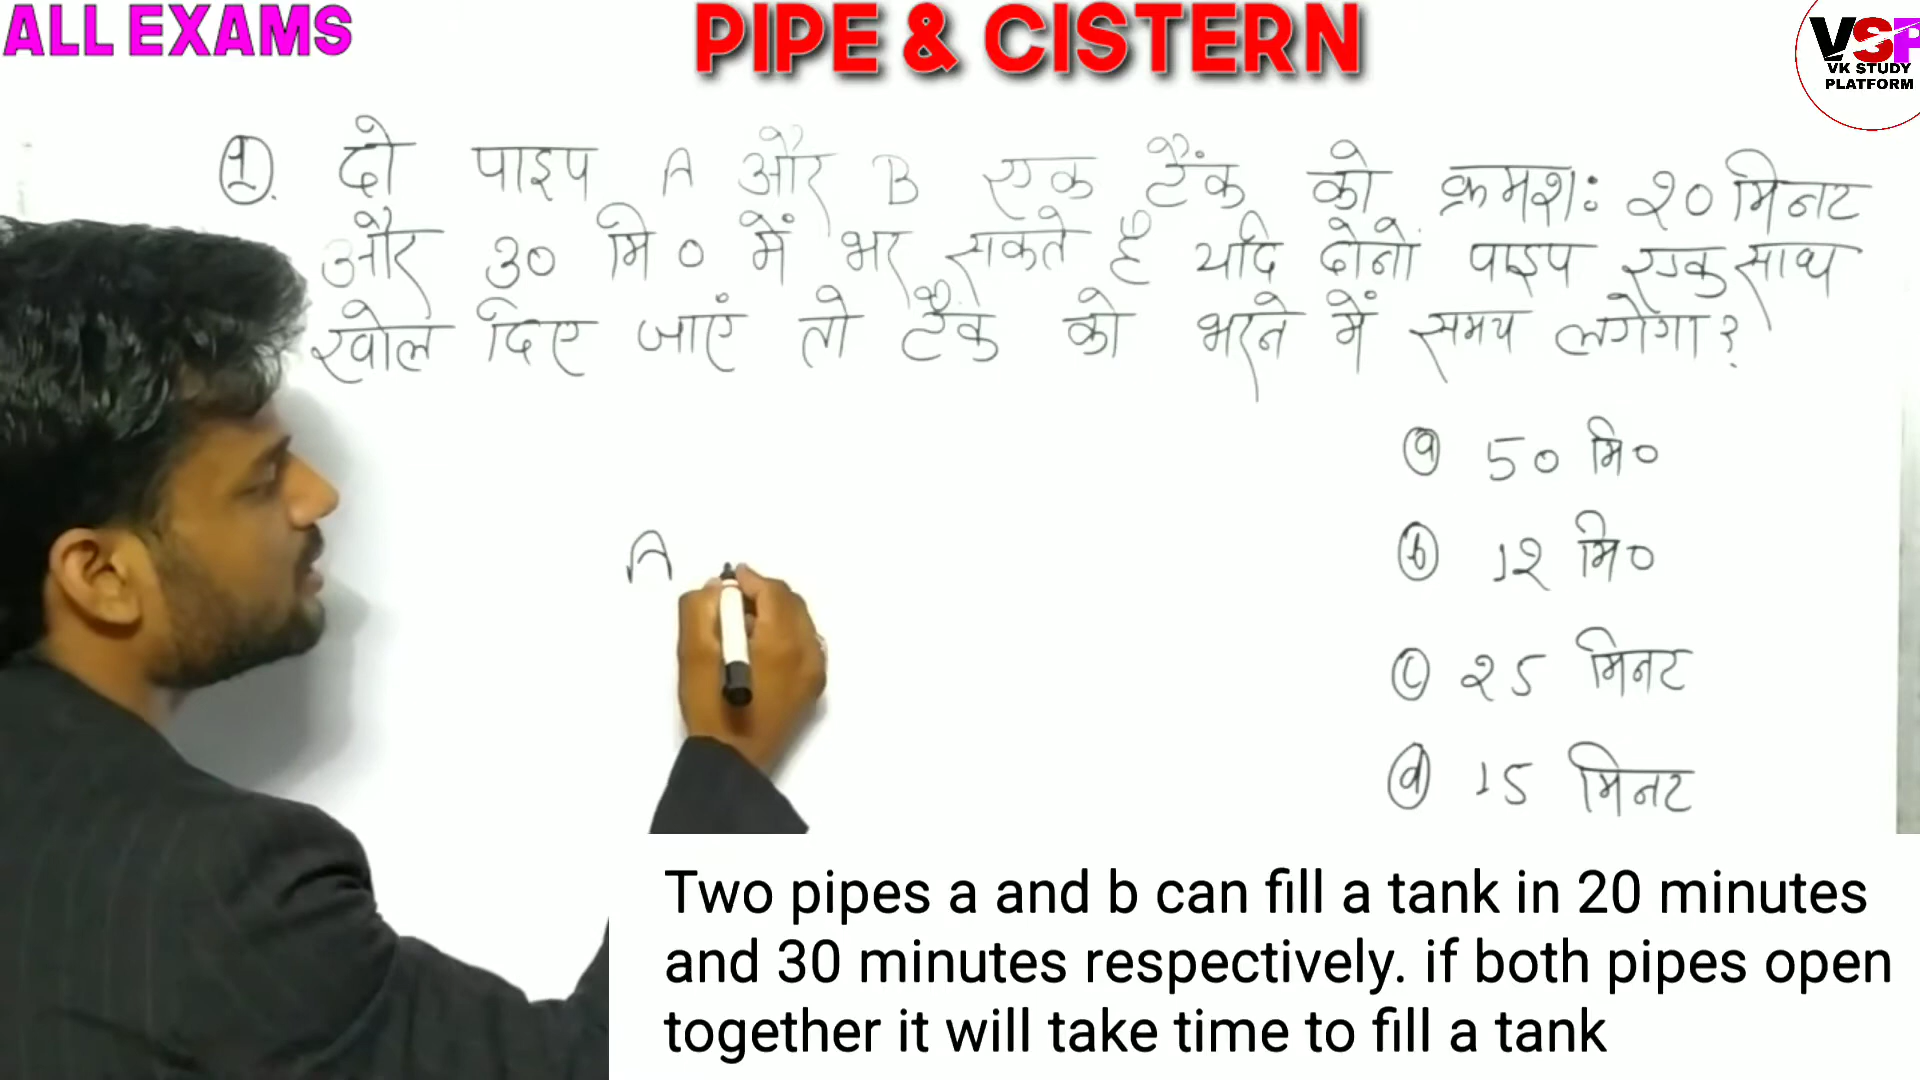 ALL EXAMS
PIPE & CISTERN
VSP
VK STUDY
PLATFORM
1. दो पाइप A और B एक टैंक को क्रमश: 20 मिनट
और 30 मि० में भर सकते हैं यदि दोनों पाइप एक साथ
खोल दिए जाएं तो टैंक को भरने में समय लगेगा?
(a) 50 मि०
(b) 12 मि०
(c) 25 मिनट
(d) 15 मिनट
A
Two pipes a and b can fill a tank in 20 minutes
and 30 minutes respectively. if both pipes open
together it will take time to fill a tank